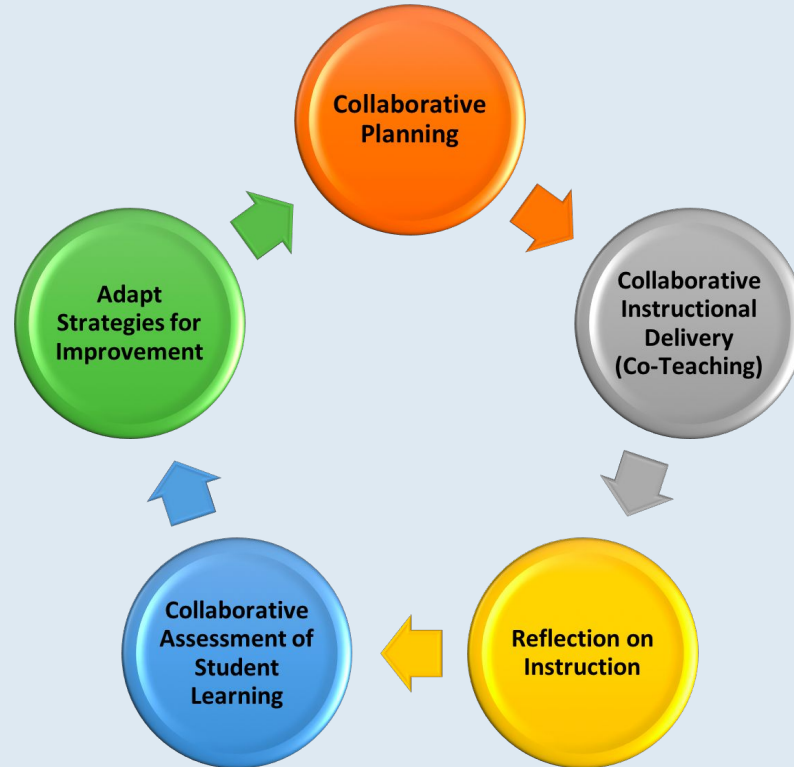 Collaborative
Planning
Collaborative
Instructional
Delivery
(Co-Teaching)
Reflection on
Instruction
Collaborative
Assessment of
Student
Learning
Adapt
Strategies for
Improvement